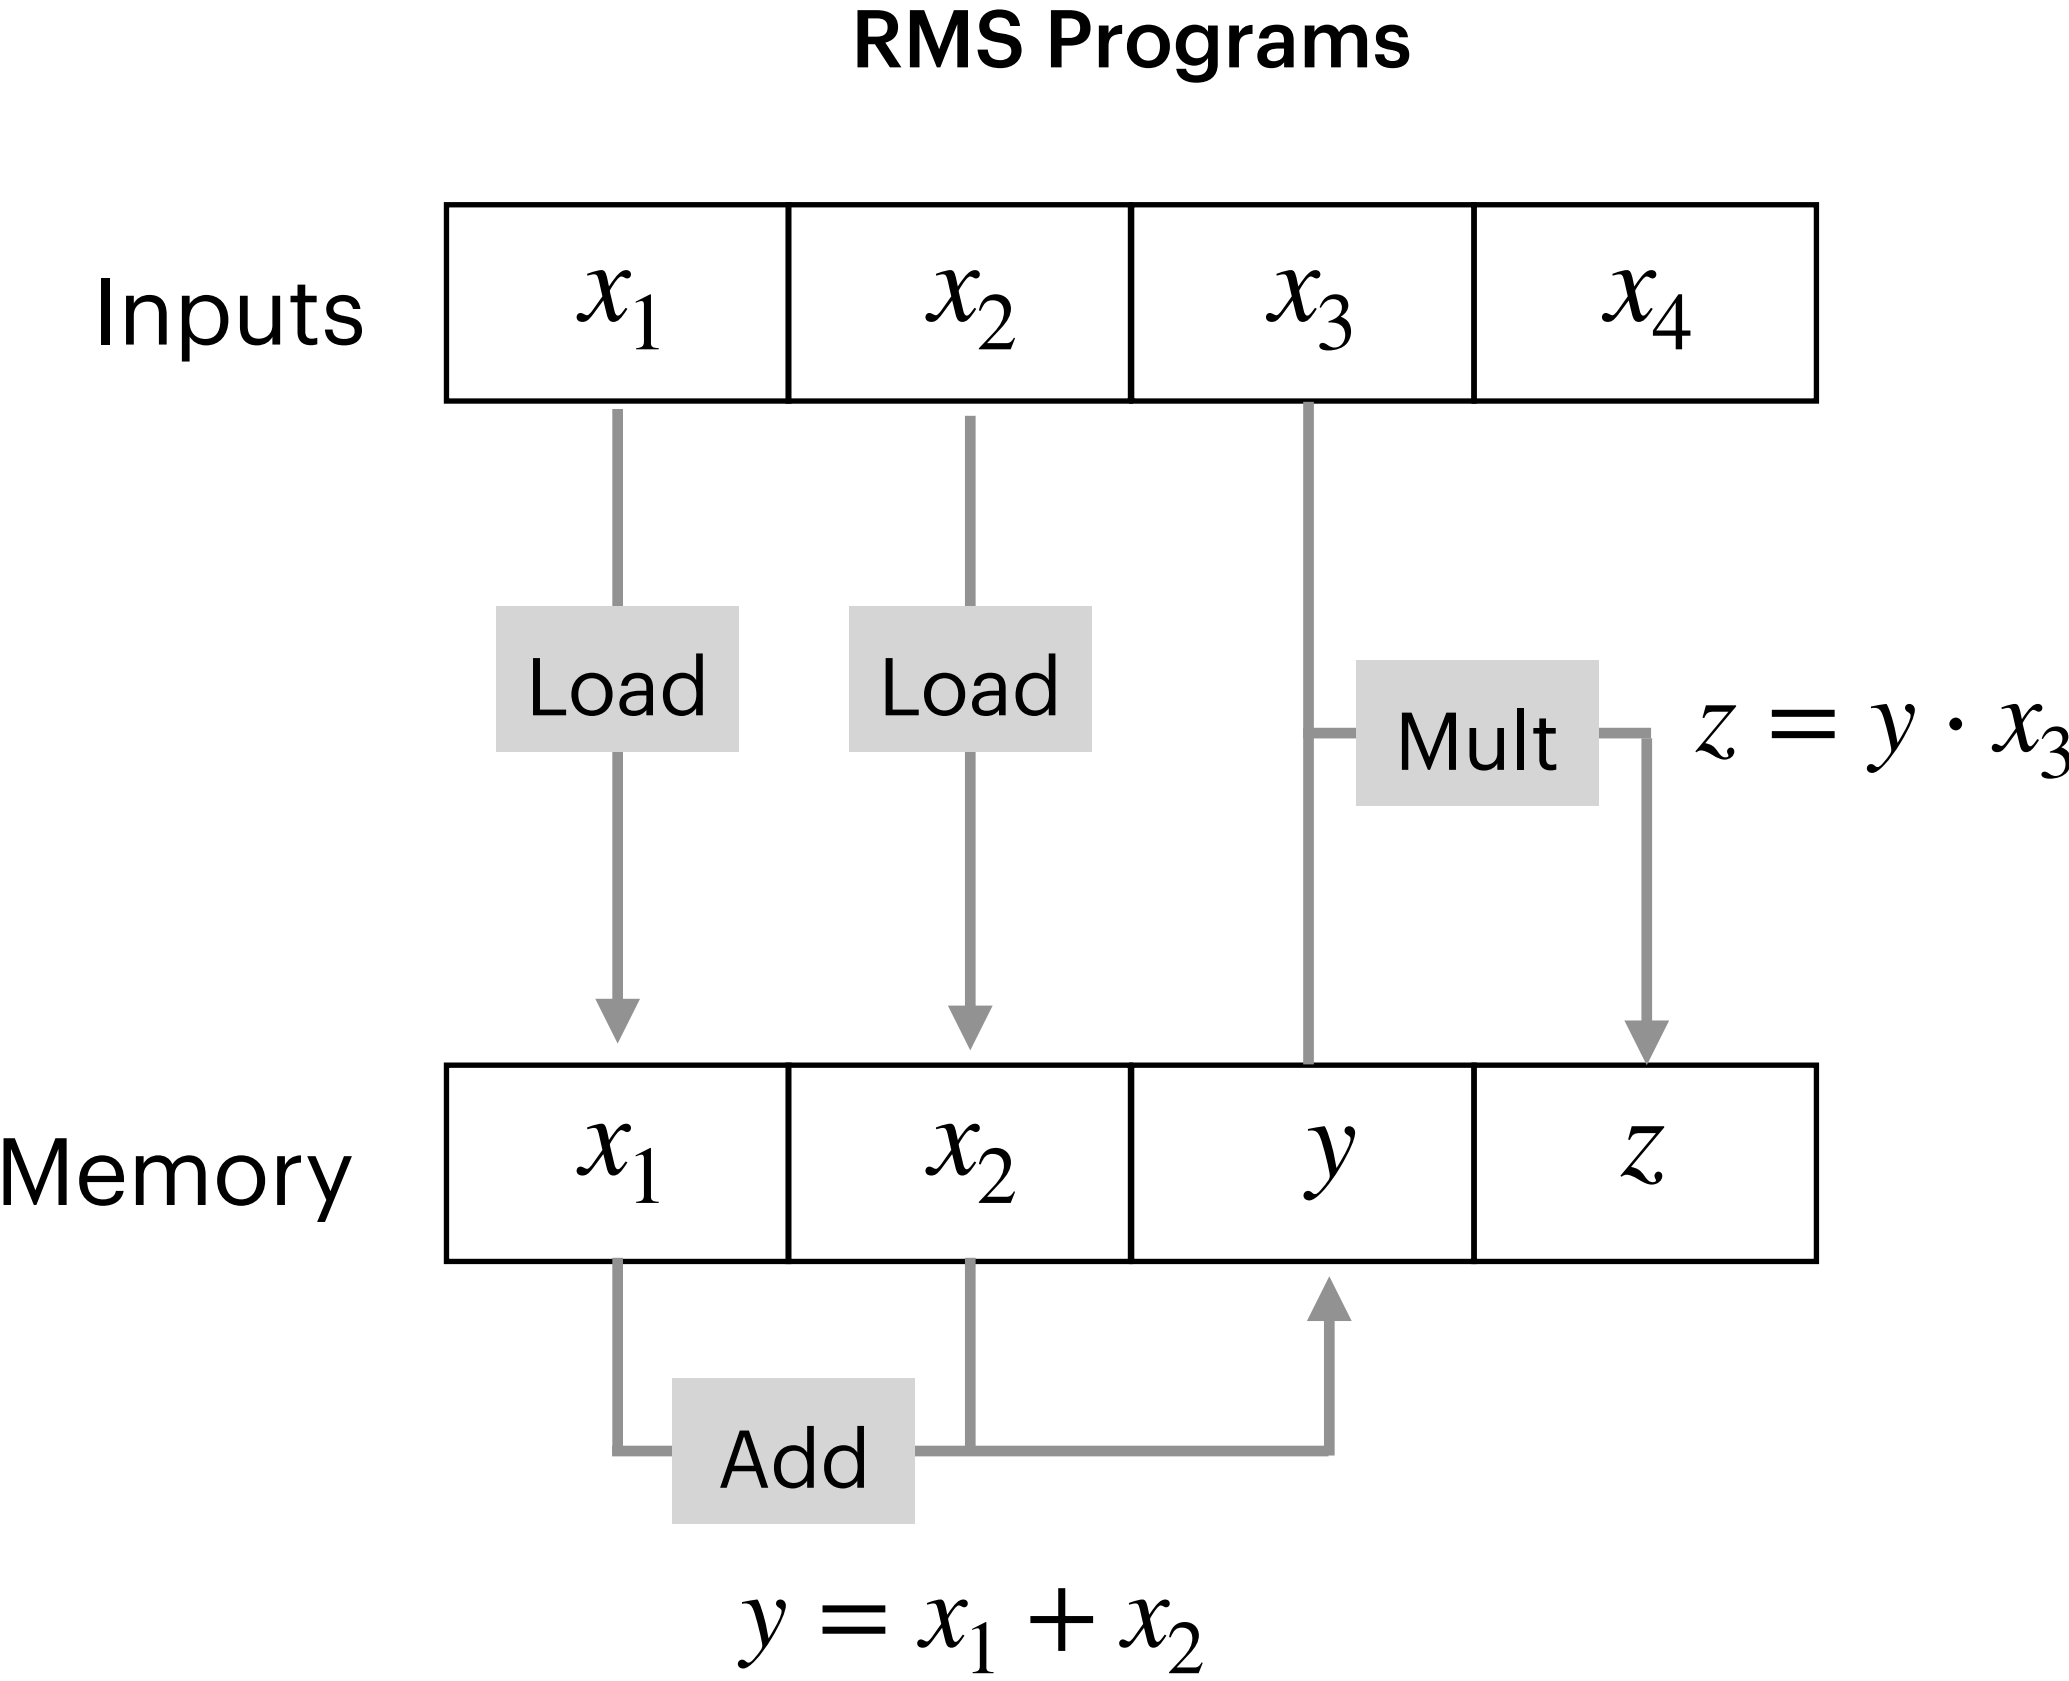 RMS Programs
Inputs x₁ x₂ x₃ x₄
Load Load
Mult z = y · x₃
Memory x₁ x₂ y z
Add
y = x₁ + x₂